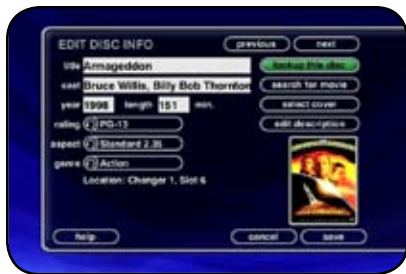 EDIT DISC INFO
previous
next
title Armageddon
lookup this disc
cast Bruce Willis, Billy Bob Thornton
search for movie
year 1998 length 151 min.
select cover
rating PG-13
edit description
aspect Standard 2.35
genre Action
Location: Changer 1, Slot 6
help
cancel
save